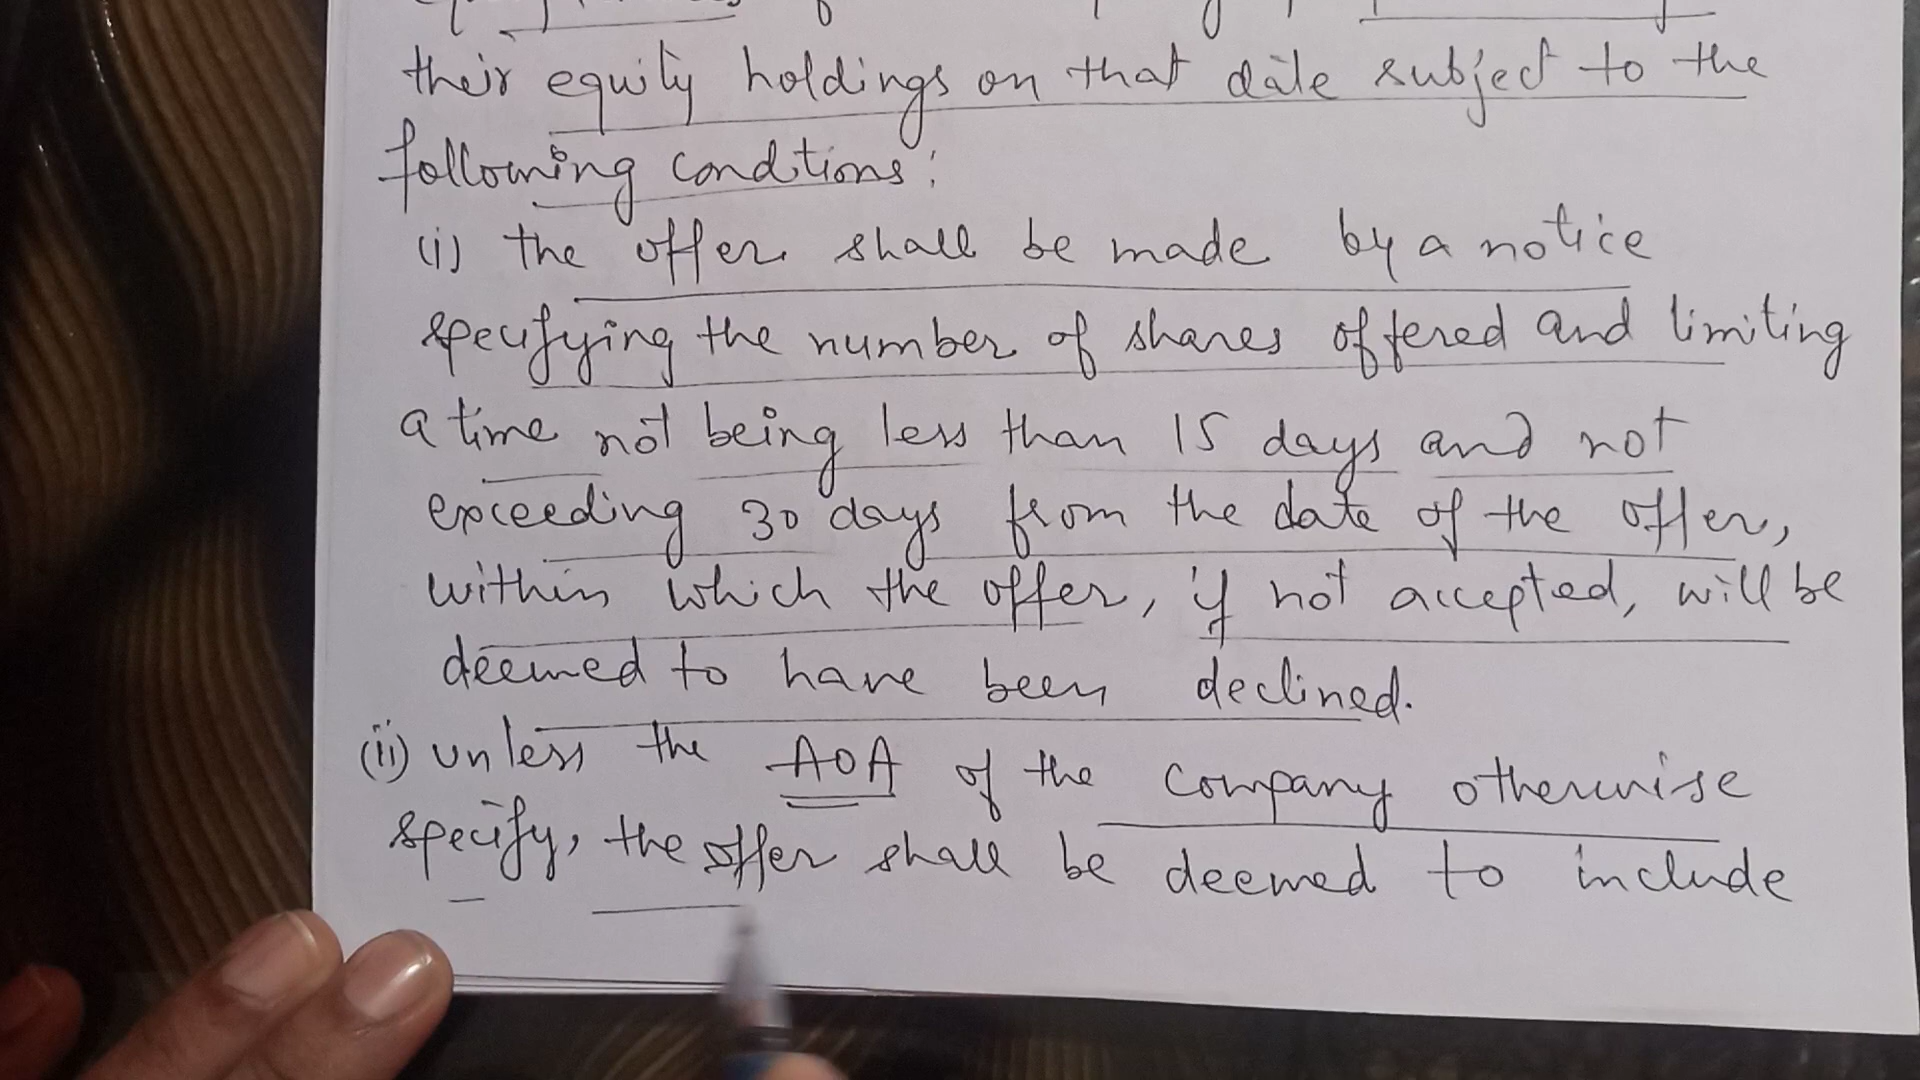 their equity holdings on that date subject to the
following conditions:
(i) the offer shall be made by a notice
specifying the number of shares offered and limiting
a time not being less than 15 days and not
exceeding 30 days from the date of the offer,
within which the offer, if not accepted, will be
deemed to have been declined.
(ii) unless the AOA of the company otherwise
specify, the offer shall be deemed to include